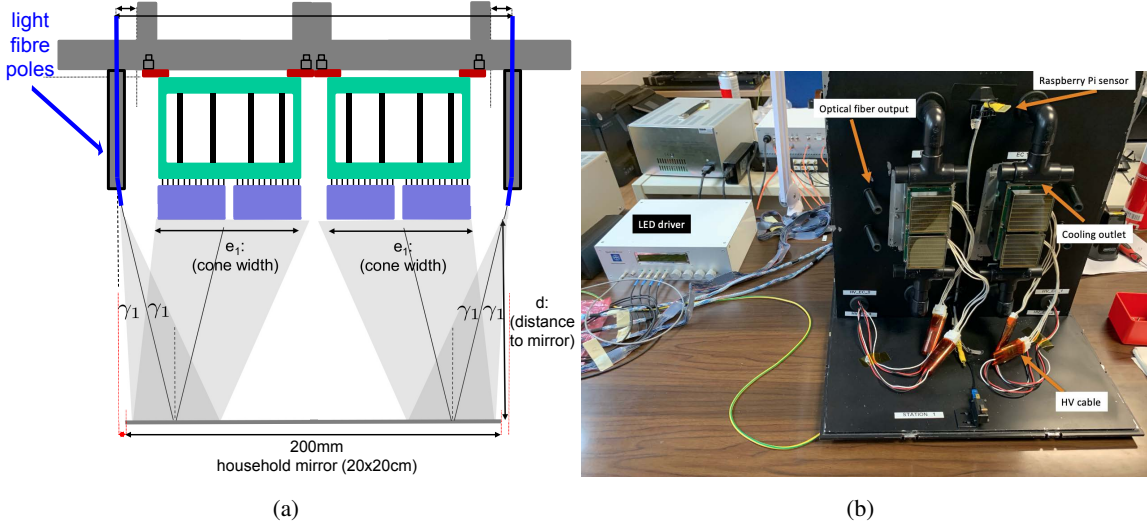 light
fibre
poles
e₁:
(cone width)
e₁:
(cone width)
γ₁ γ₁
γ₁ γ₁
d:
(distance
to mirror)
200mm
household mirror (20x20cm)
(a)
Raspberry Pi sensor
Optical fiber output
Cooling outlet
LED driver
HV cable
STATION 1
(b)